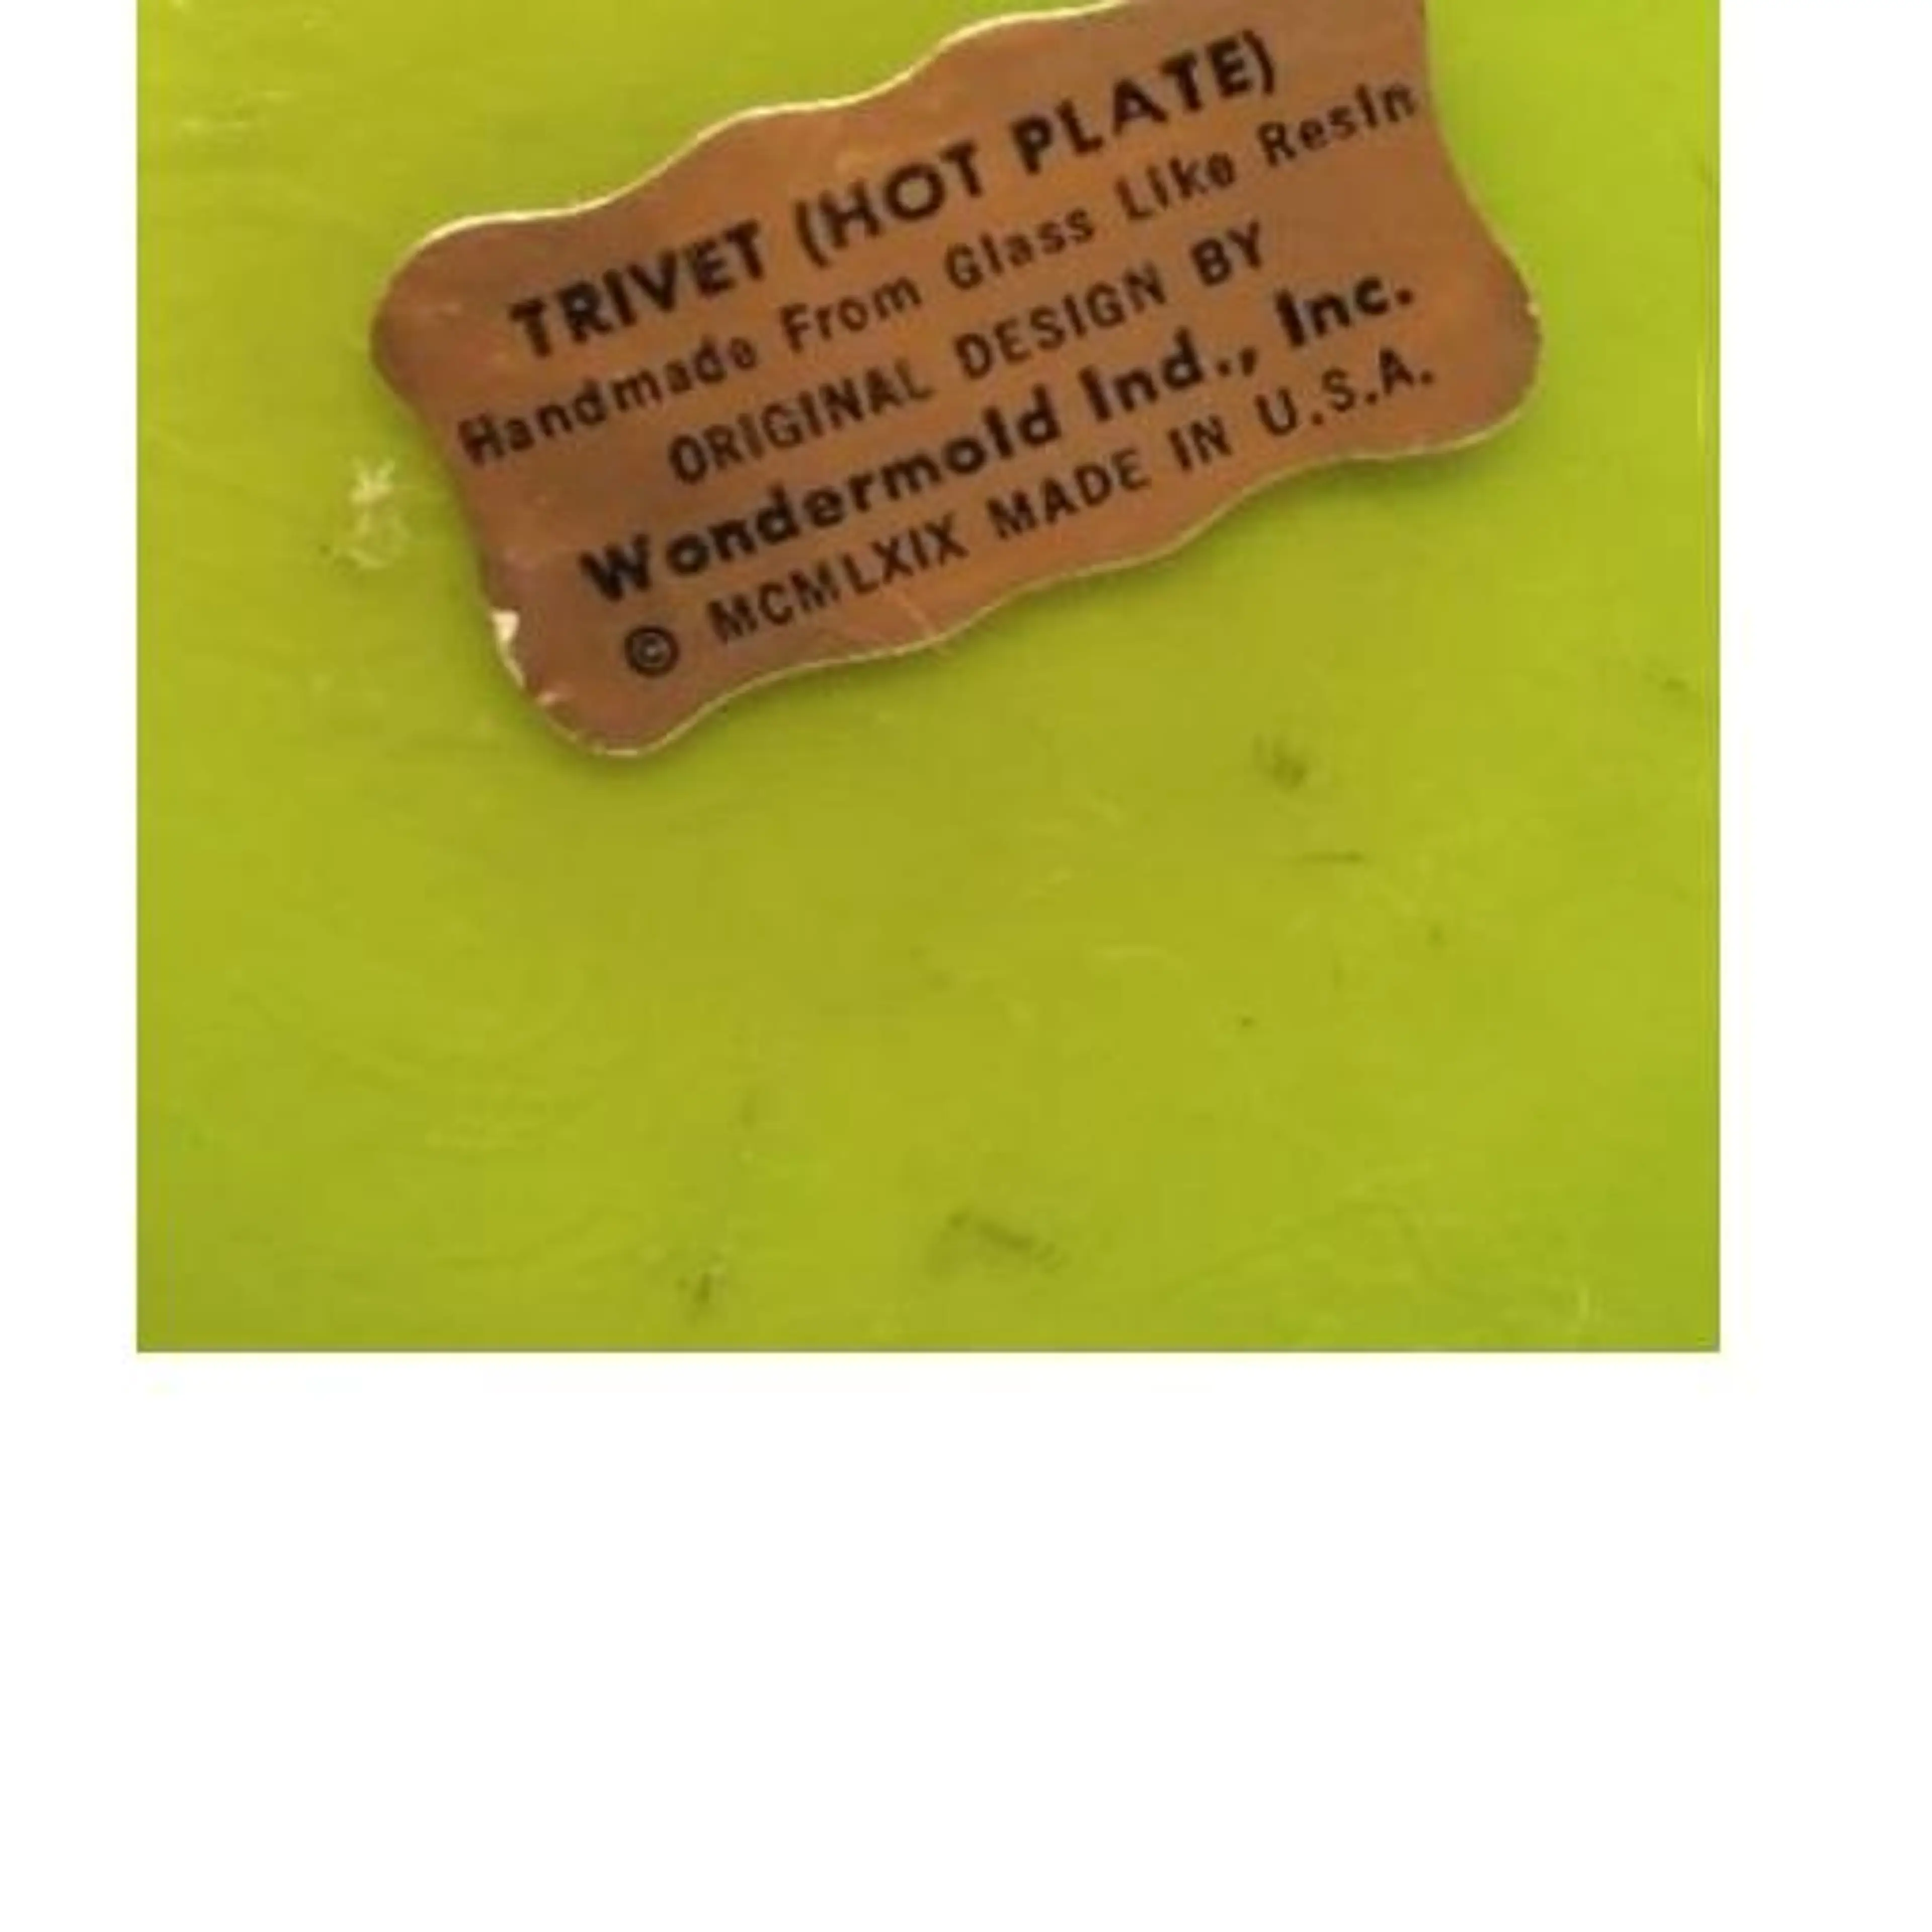 TRIVET (HOT PLATE)
Handmade From Glass Like Resin
ORIGINAL DESIGN BY
Wondermold Ind., Inc.
© MCMLXIX MADE IN U.S.A.